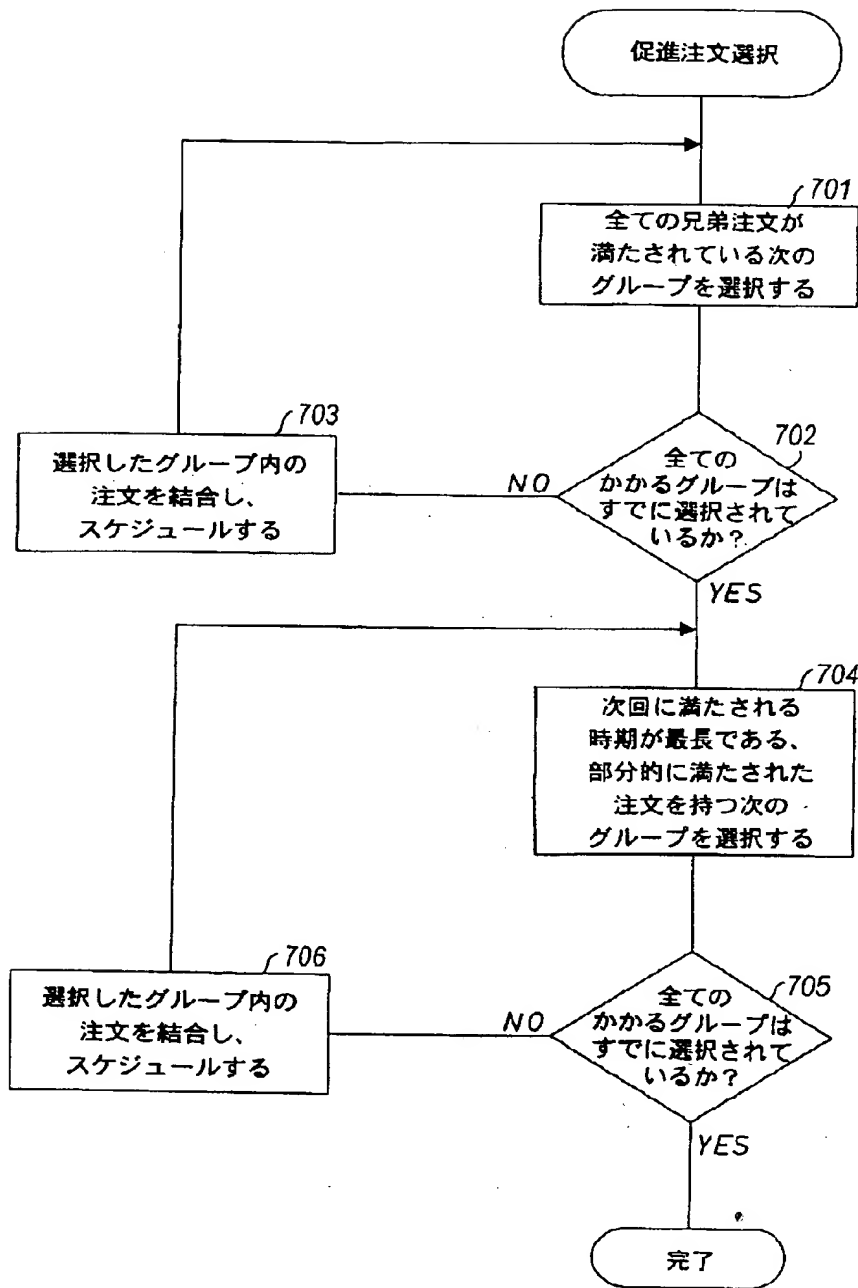 促進注文選択
701
全ての兄弟注文が
満たされている次の
グループを選択する
703
選択したグループ内の
注文を結合し、
スケジュールする
702
全ての
かかるグループは
すでに選択されて
いるか?
NO
YES
704
次回に満たされる
時期が最長である、
部分的に満たされた
注文を持つ次の
グループを選択する
706
選択したグループ内の
注文を結合し、
スケジュールする
705
全ての
かかるグループは
すでに選択されて
いるか?
NO
YES
完了